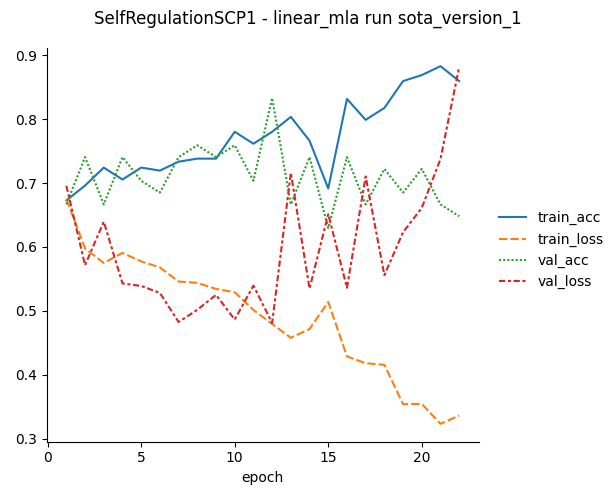 SelfRegulationSCP1 - linear_mla run sota_version_1
0.9
0.8
0.7
0.6
0.5
0.4
0.3
0
5
10
15
20
epoch
train_acc
train_loss
val_acc
val_loss